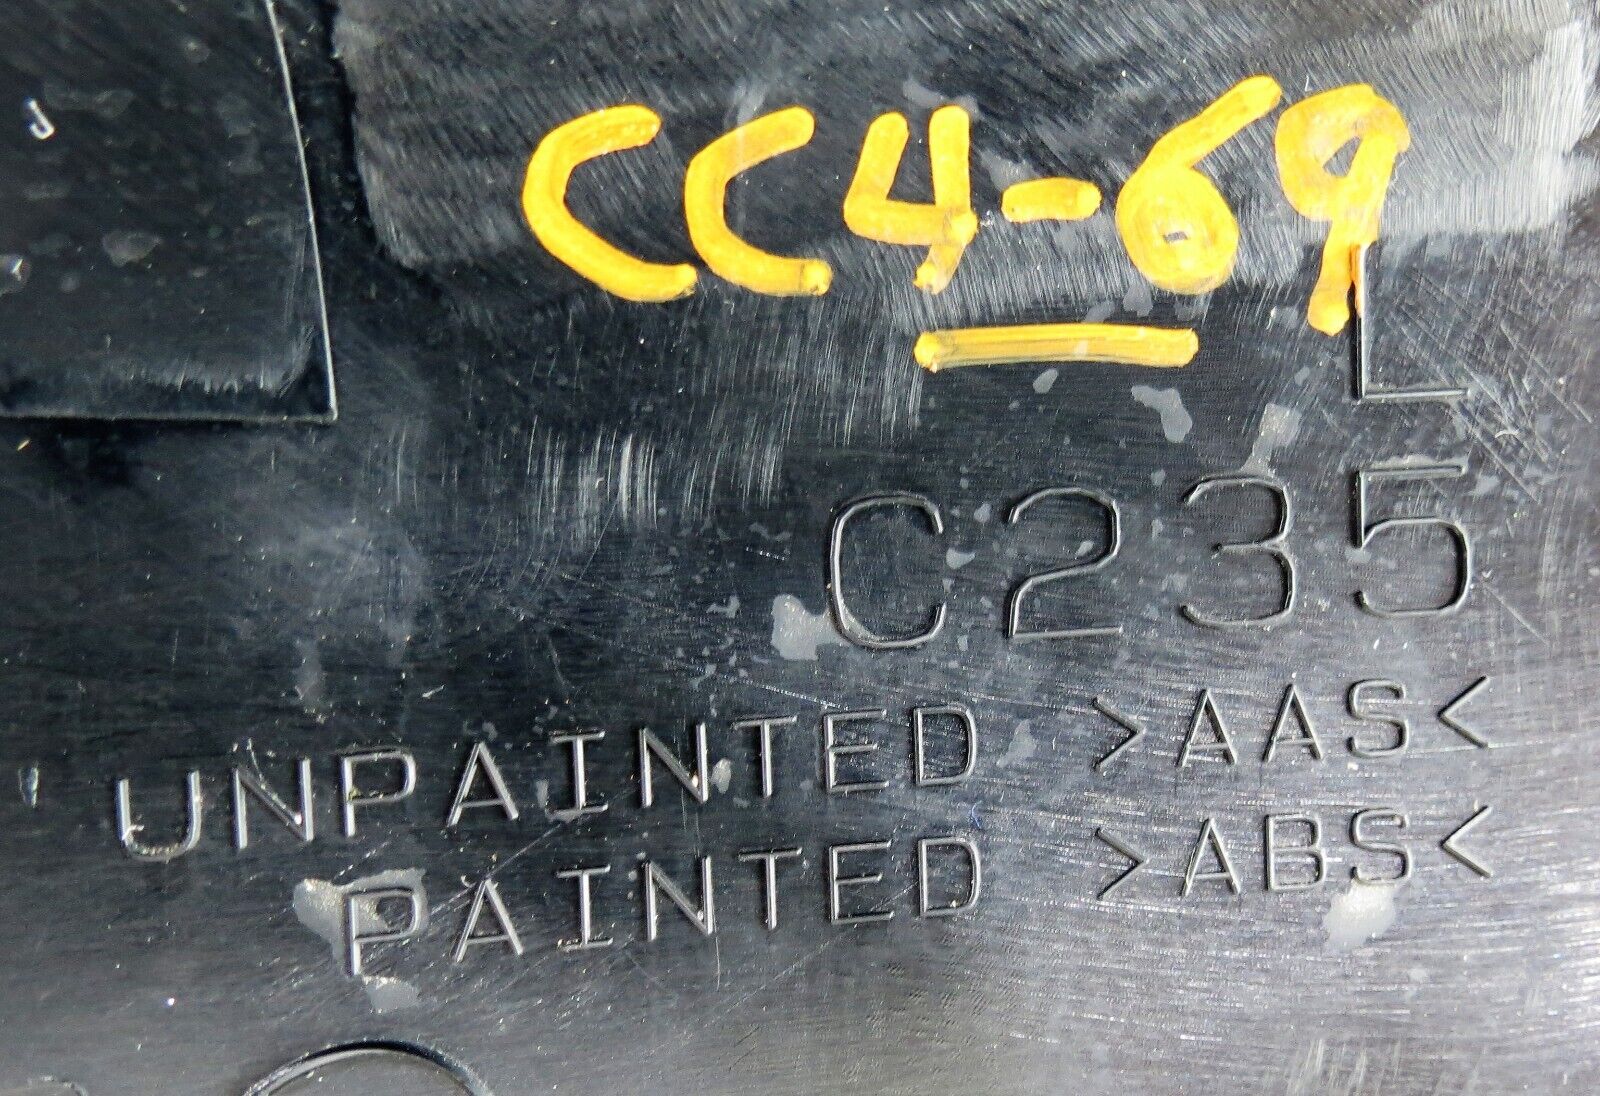 CC4-69
L
C235
UNPAINTED >AAS<
PAINTED >ABS<